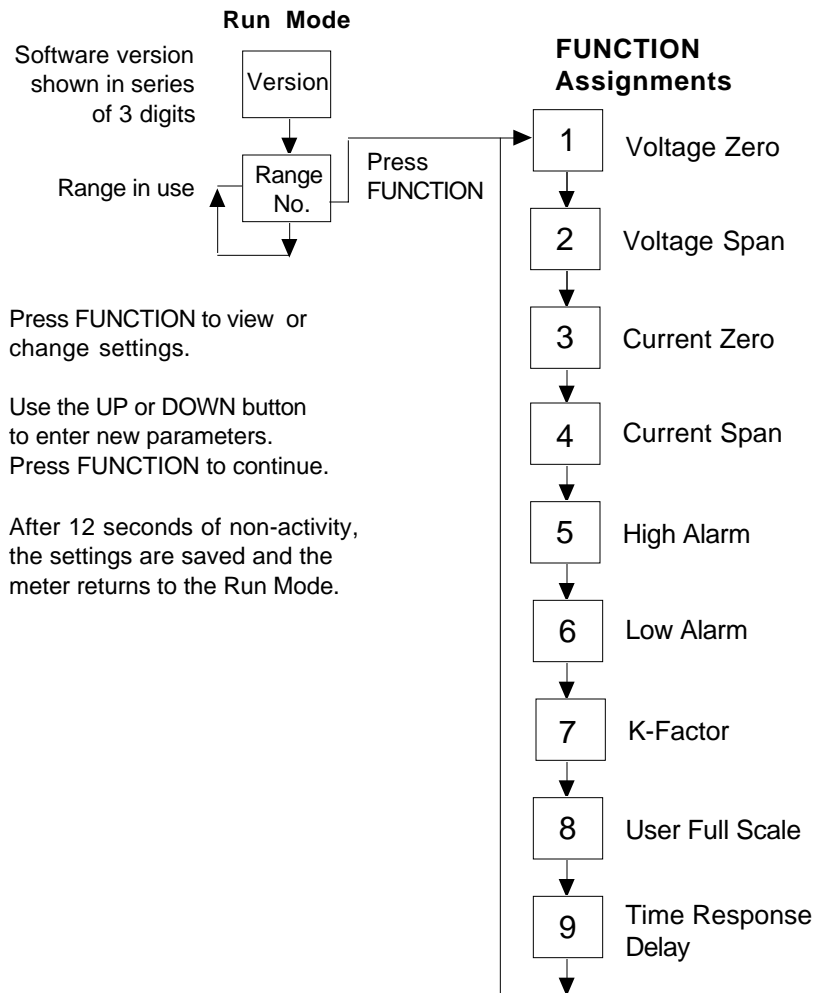 Run Mode
Software version
shown in series
of 3 digits
Version
Range in use
Range
No.
Press
FUNCTION
Press FUNCTION to view or
change settings.
Use the UP or DOWN button
to enter new parameters.
Press FUNCTION to continue.
After 12 seconds of non-activity,
the settings are saved and the
meter returns to the Run Mode.
FUNCTION
Assignments
1 Voltage Zero
2 Voltage Span
3 Current Zero
4 Current Span
5 High Alarm
6 Low Alarm
7 K-Factor
8 User Full Scale
9 Time Response
Delay